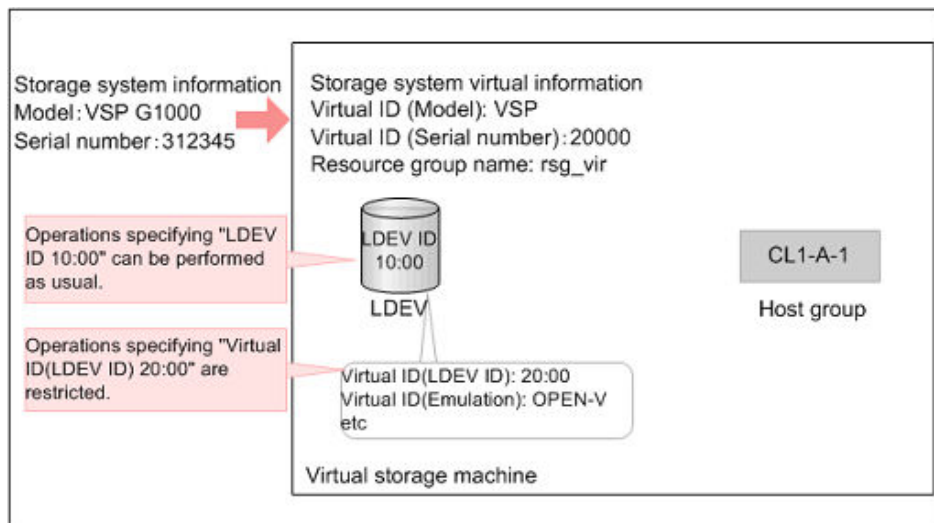 Storage system information
Model:VSP G1000
Serial number:312345
Storage system virtual information
Virtual ID (Model): VSP
Virtual ID (Serial number):20000
Resource group name: rsg_vir
Operations specifying "LDEV
ID 10:00" can be performed
as usual.
LDEV ID
10:00
LDEV
CL1-A-1
Host group
Operations specifying "Virtual
ID(LDEV ID) 20:00" are
restricted.
Virtual ID(LDEV ID): 20:00
Virtual ID(Emulation): OPEN-V
etc
Virtual storage machine